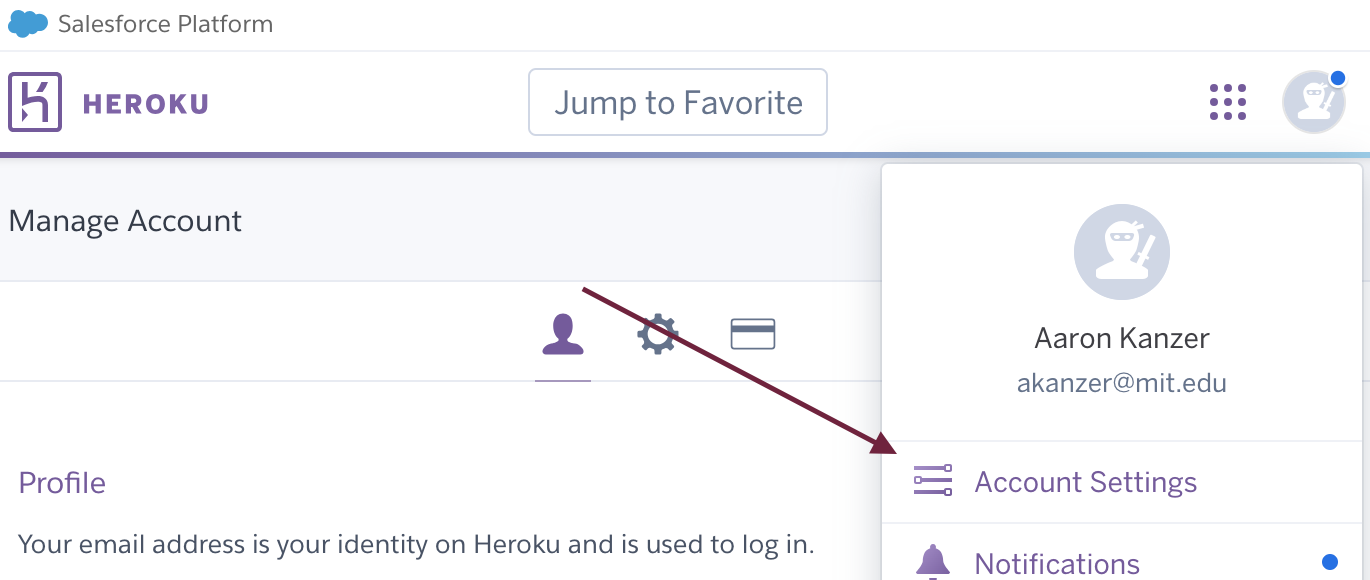 Salesforce Platform
HEROKU
Jump to Favorite
Manage Account
Aaron Kanzer
akanzer@mit.edu
Account Settings
Notifications
Profile
Your email address is your identity on Heroku and is used to log in.